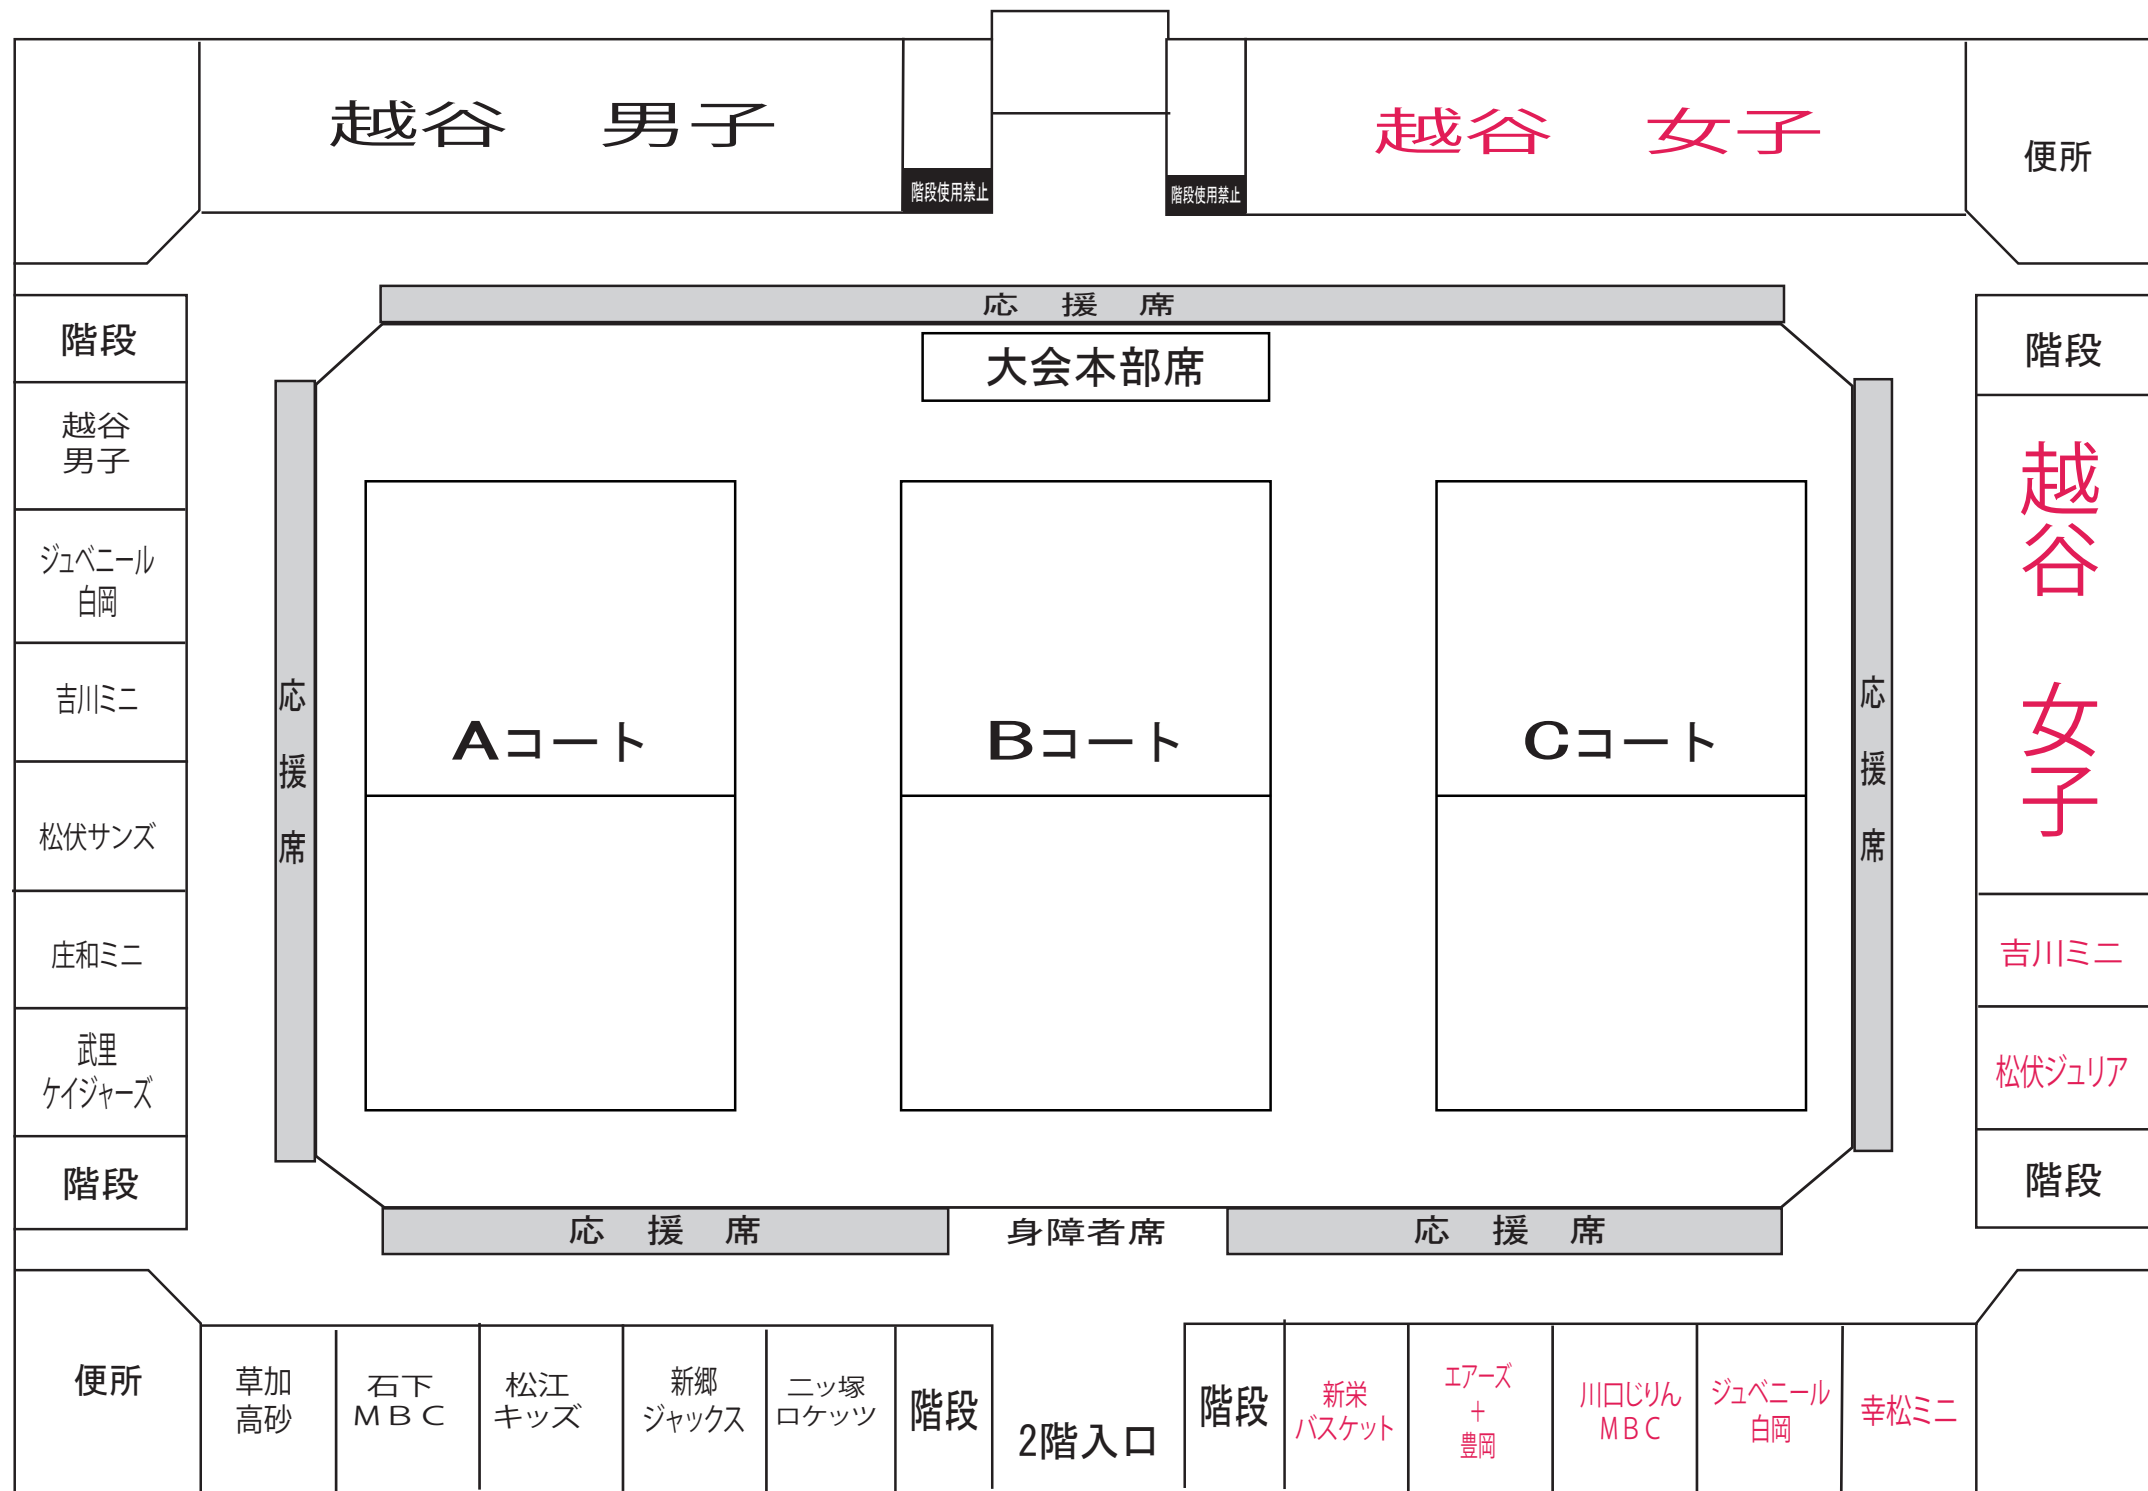 越谷　男子
越谷　女子
便所
階段使用禁止
階段使用禁止
応　援　席
大会本部席
階段
越谷
男子
ジュベニール
白岡
吉川ミニ
松伏サンズ
庄和ミニ
武里
ケイジャーズ
階段
応　援　席
Aコート
Bコート
Cコート
応　援　席
階段
越谷　女子
吉川ミニ
松伏ジュリア
階段
応　援　席
身障者席
応　援　席
便所
草加
高砂
石下
ＭＢＣ
松江
キッズ
新郷
ジャックス
二ッ塚
ロケッツ
階段
2階入口
階段
新栄
バスケット
エアーズ
＋
豊岡
川口じりん
ＭＢＣ
ジュベニール
白岡
幸松ミニ